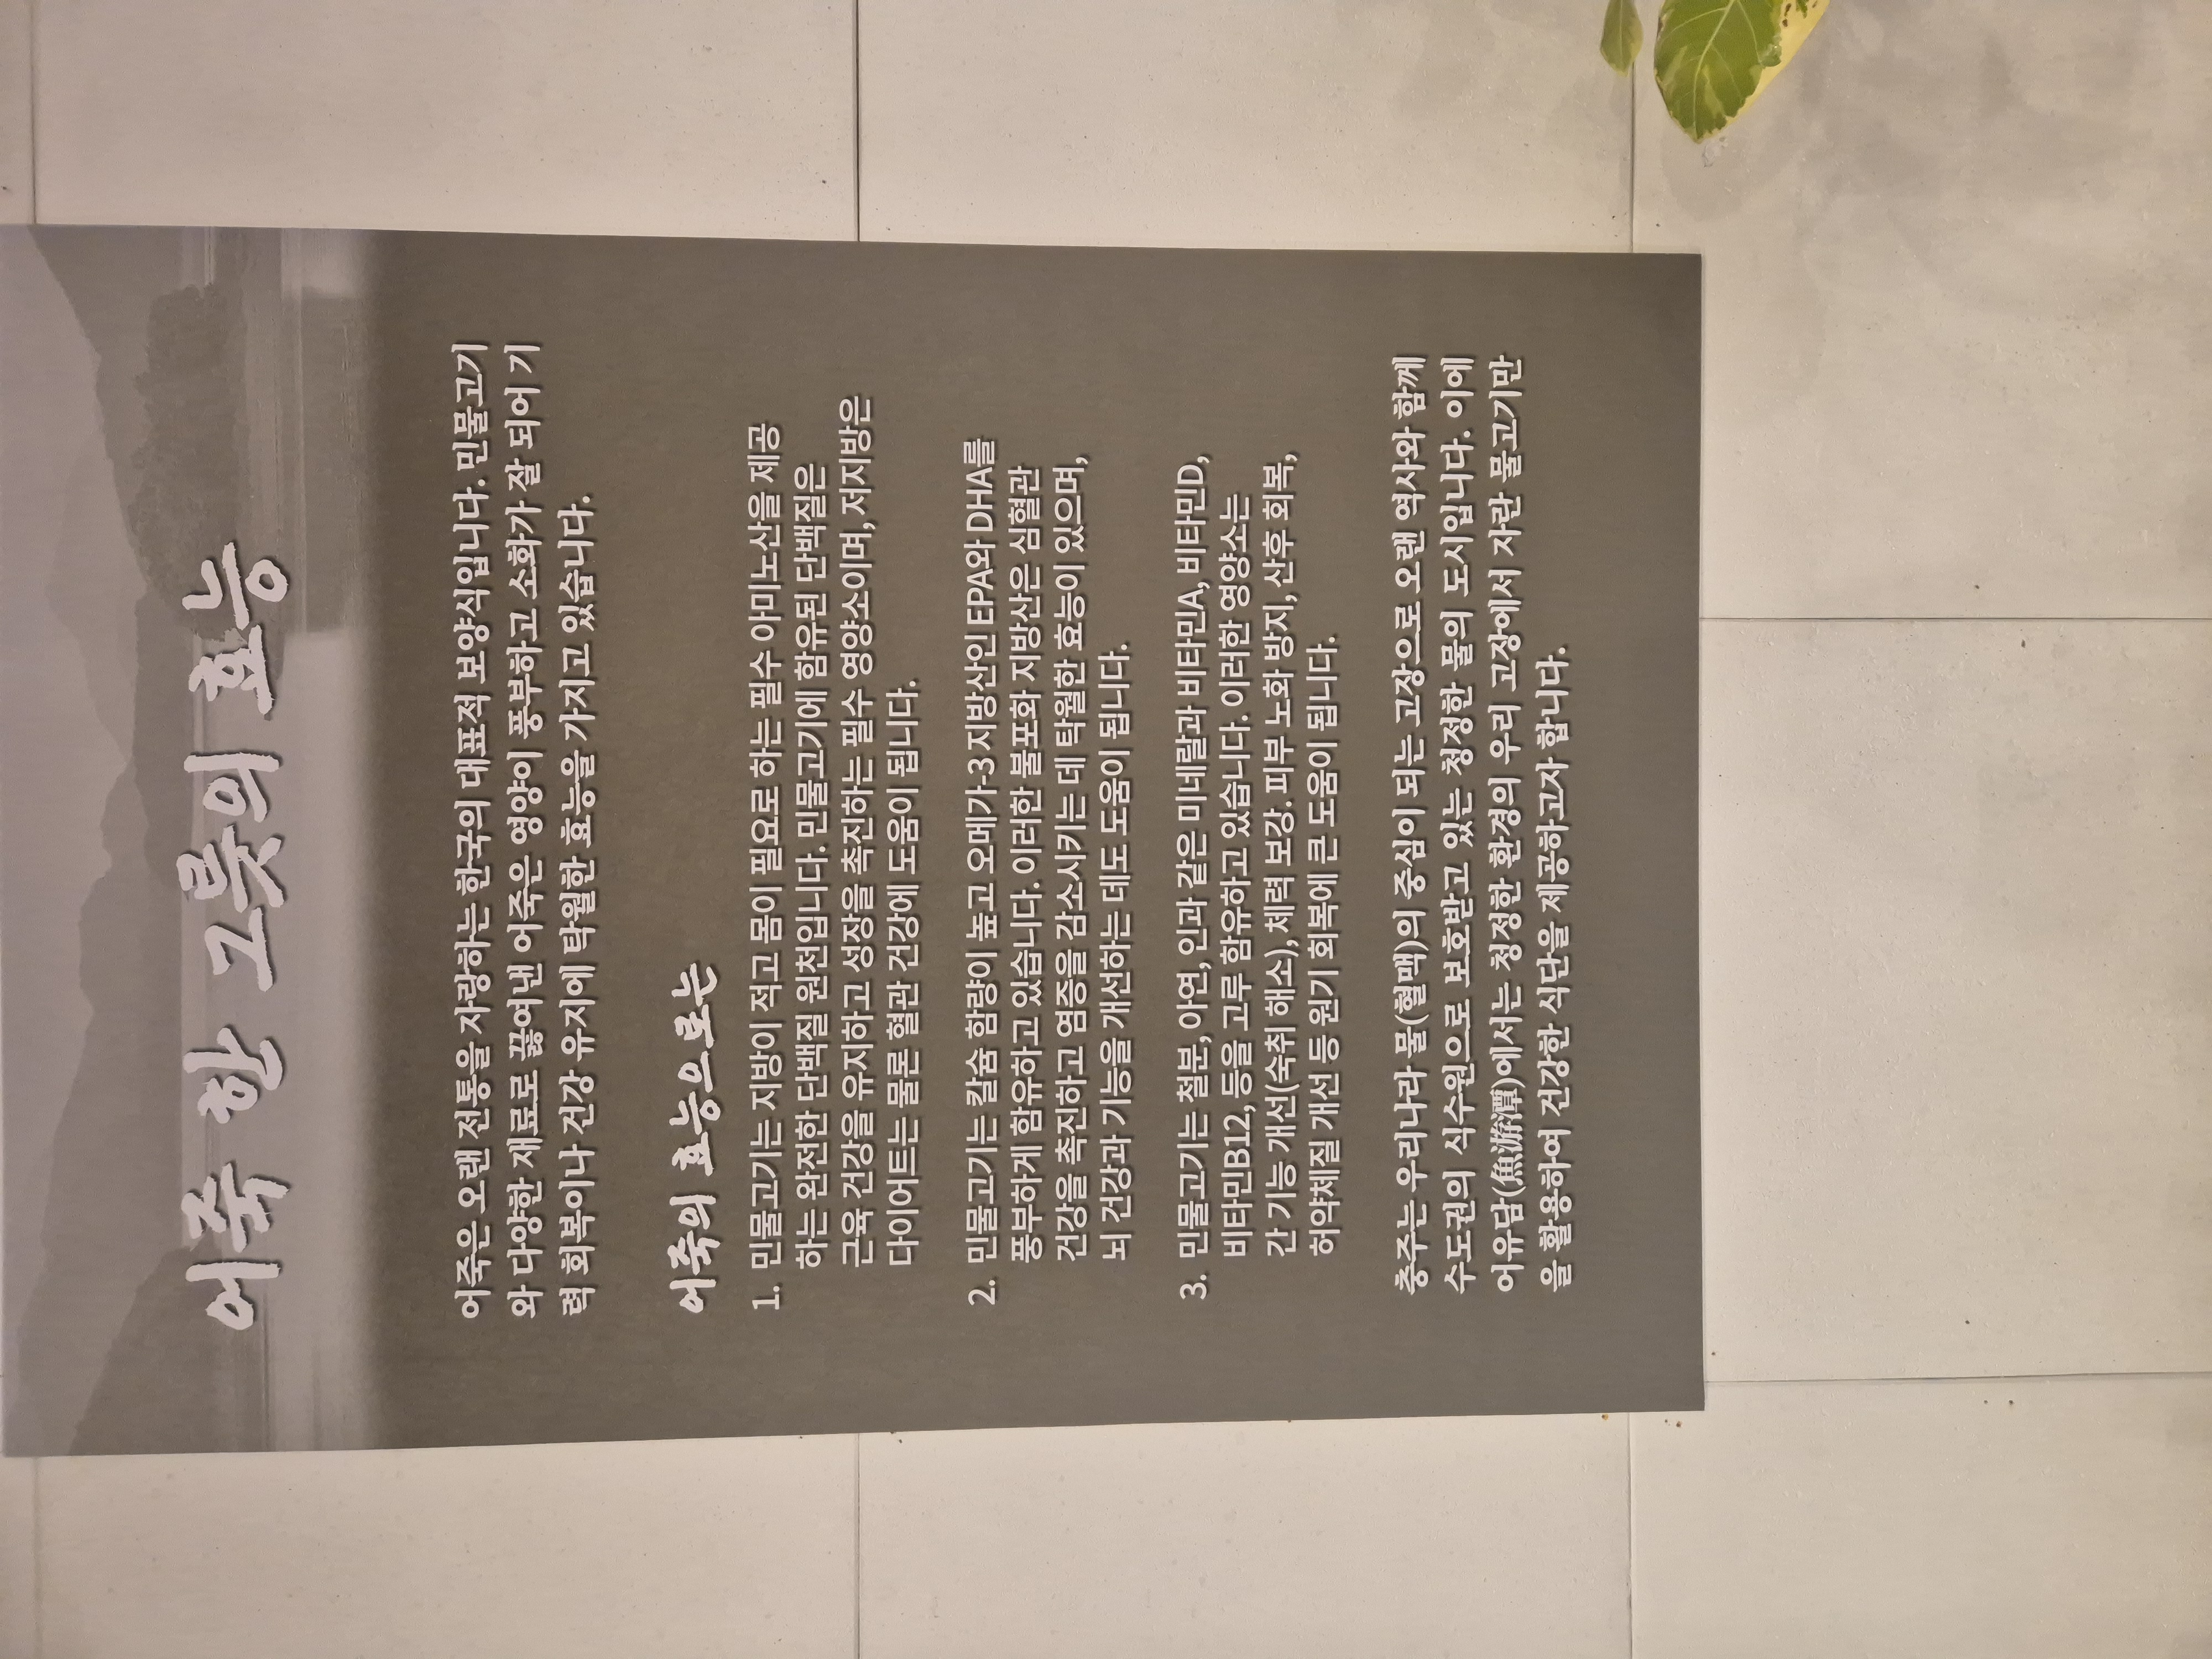 어죽 한 그릇의 효능
어죽은 오랜 전통을 자랑하는 한국의 대표적 보양식입니다. 민물고기
와 다양한 재료로 끓여낸 어죽은 영양이 풍부하고 소화가 잘 되어 기
력 회복이나 건강 유지에 탁월한 효능을 가지고 있습니다.
어죽의 효능으로는
1. 민물고기는 지방이 적고 몸이 필요로 하는 필수 아미노산을 제공
하는 완전한 단백질 원천입니다. 민물고기에 함유된 단백질은
근육 건강을 유지하고 성장을 촉진하는 필수 영양소이며, 저지방은
다이어트는 물론 혈관 건강에 도움이 됩니다.
2. 민물고기는 칼슘 함량이 높고 오메가-3 지방산인 EPA와 DHA를
풍부하게 함유하고 있습니다. 이러한 불포화 지방산은 심혈관
건강을 촉진하고 염증을 감소시키는 데 탁월한 효능이 있으며,
뇌 건강과 기능을 개선하는 데도 도움이 됩니다.
3. 민물고기는 철분, 아연, 인과 같은 미네랄과 비타민A, 비타민D,
비타민B12, 등을 고루 함유하고 있습니다. 이러한 영양소는
간 기능 개선(숙취 해소), 체력 보강. 피부 노화 방지, 산후 회복,
허약체질 개선 등 원기 회복에 큰 도움이 됩니다.
충주는 우리나라 물(혈맥)의 중심이 되는 고장으로 오랜 역사와 함께
수도권의 식수원으로 보호받고 있는 청정한 물의 도시입니다. 이에
어유담(魚游潭)에서는 청정한 환경의 우리 고장에서 자란 물고기만
을 활용하여 건강한 식단을 제공하고자 합니다.